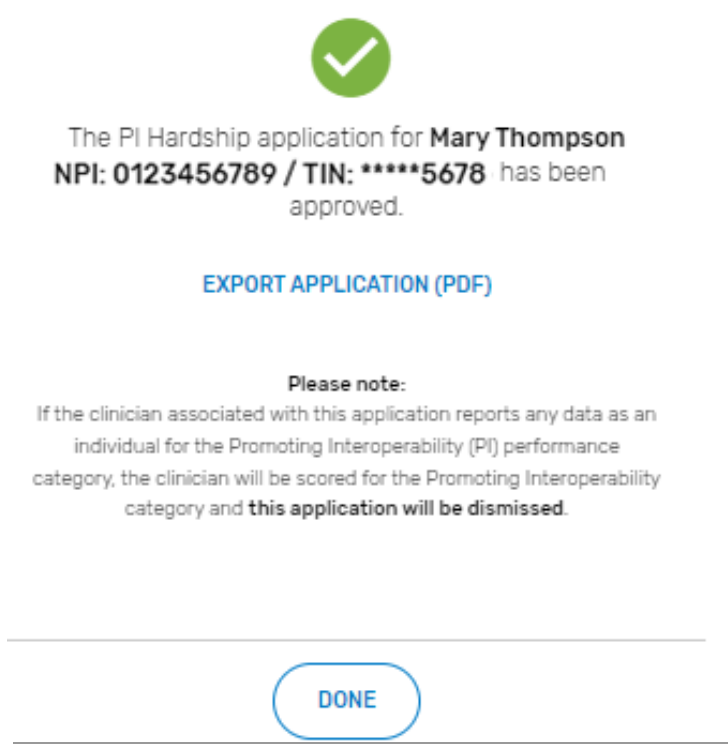 The PI Hardship application for Mary Thompson
NPI: 0123456789 / TIN: *****5678 has been
approved.
EXPORT APPLICATION (PDF)
Please note:
If the clinician associated with this application reports any data as an
individual for the Promoting Interoperability (PI) performance
category, the clinician will be scored for the Promoting Interoperability
category and this application will be dismissed.
DONE